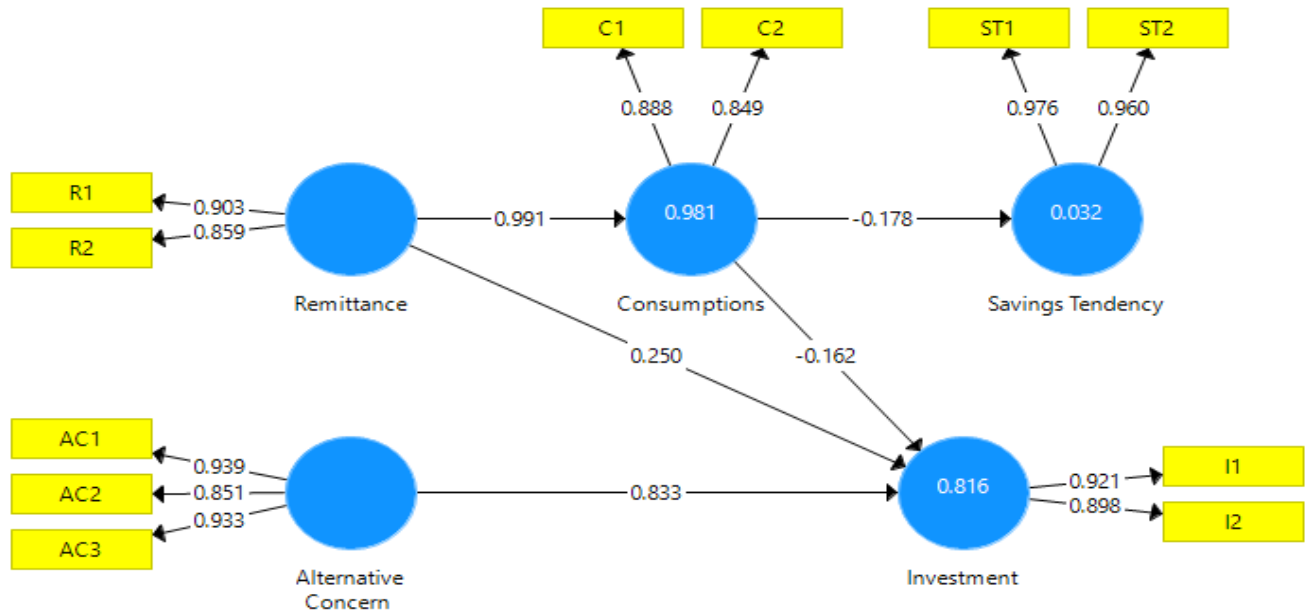 C1 C2 ST1 ST2
0.888 0.849 0.976 0.960
R1
0.903
R2
0.859
0.991
0.981
-0.178
0.032
Remittance Consumptions Savings Tendency
0.250 -0.162
AC1
0.939
AC2
0.851
AC3
0.933
0.833
0.816
0.921
I1
0.898
I2
Alternative
Concern
Investment